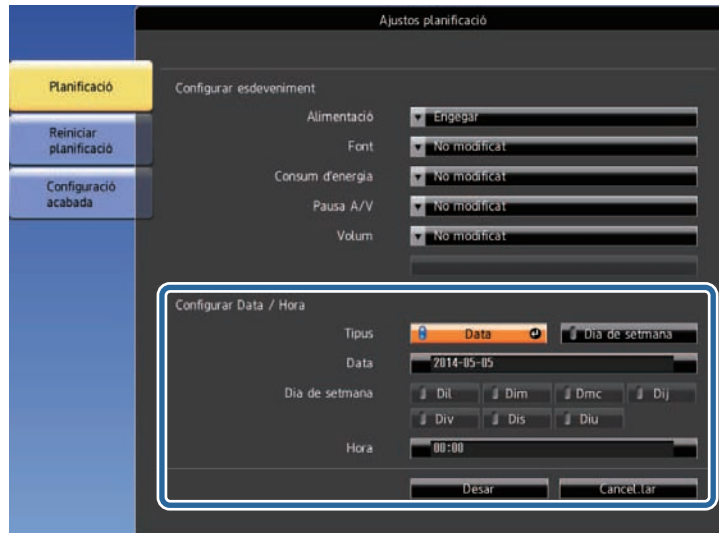 Ajustos planificació
Planificació
Reiniciar
planificació
Configuració
acabada
Configurar esdeveniment
Alimentació Engegar
Font No modificat
Consum d'energia No modificat
Pausa A/V No modificat
Volum No modificat
Configurar Data / Hora
Tipus Data Dia de setmana
Data 2014-05-05
Dia de setmana Dil Dim Dmc Dij
Div Dis Diu
Hora 00:00
Desar Cancel.lar